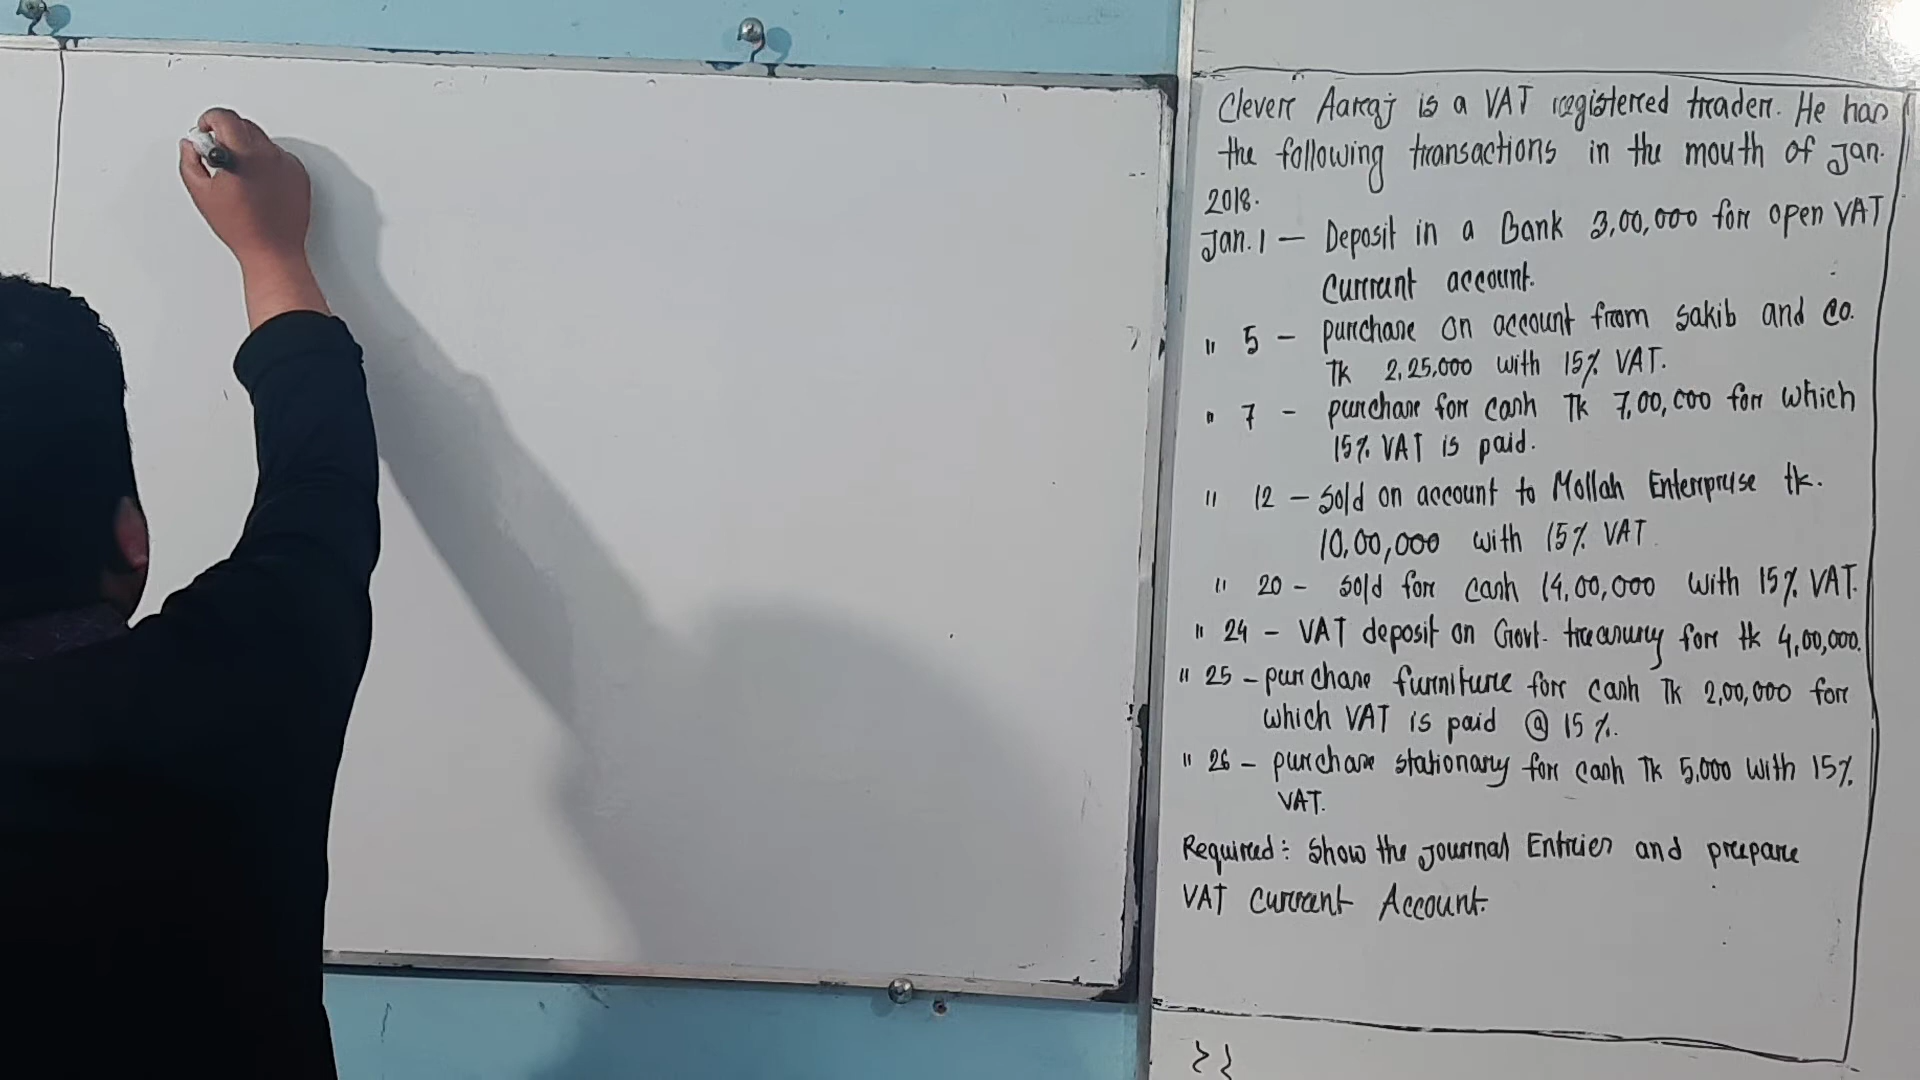 Clever Aaraj is a VAT registered trader. He has
the following transactions in the mouth of Jan.
2018.
Jan. 1 – Deposit in a Bank 3,00,000 for open VAT
Currant account.
" 5 – purchase on account from sakib and co.
Tk 2,25,000 with 15% VAT.
" 7 – purchase for cash Tk 7,00,000 for which
15% VAT is paid.
" 12 – Sold on account to Mollah Enterpruse tk.
10,00,000 with 15% VAT
" 20 – sold for cash 14,00,000 with 15% VAT.
" 24 – VAT deposit on Govt. treasury for tk 4,00,000.
" 25 – purchase furniture for cash Tk 2,00,000 for
which VAT is paid @ 15%.
" 26 – purchase stationary for cash Tk 5,000 with 15%
VAT.
Required: Show the Journal Entries and prepare
VAT Currant Account.